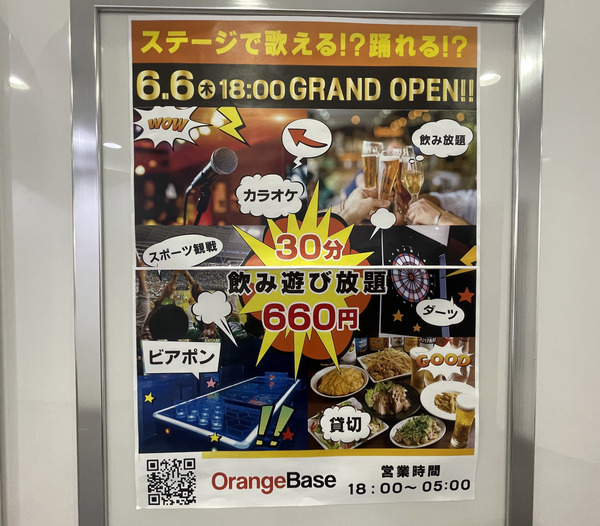 ステージで歌える!?踊れる!?
6.6木18:00 GRAND OPEN!!
WOW
飲み放題
カラオケ
スポーツ観戦
30分
飲み遊び放題
660円
ダーツ
ビアポン
GOOD
!!
貸切
OrangeBase
営業時間
18:00〜05:00